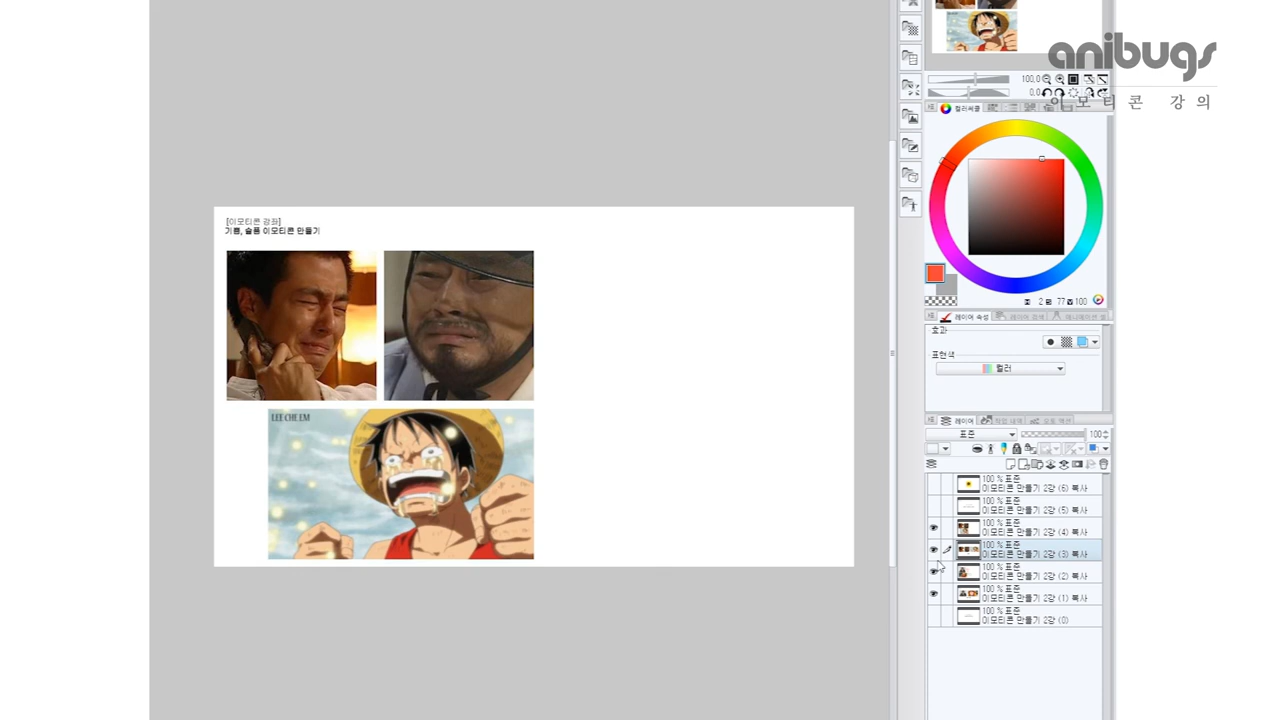 anibugs
이모티콘 강의
[이모티콘 강좌]
기쁨, 슬픔 이모티콘 만들기
LEE CHE EM
100.0
0.0
컬러써클
2 77 100
레이어 속성
효과
표현색
컬러
레이어
표준
100
100 % 표준
이모티콘 만들기 2강 (6) 복사
100 % 표준
이모티콘 만들기 2강 (5) 복사
100 % 표준
이모티콘 만들기 2강 (4) 복사
100 % 표준
이모티콘 만들기 2강 (3) 복사
100 % 표준
이모티콘 만들기 2강 (2) 복사
100 % 표준
이모티콘 만들기 2강 (1) 복사
100 % 표준
이모티콘 만들기 2강 (0)